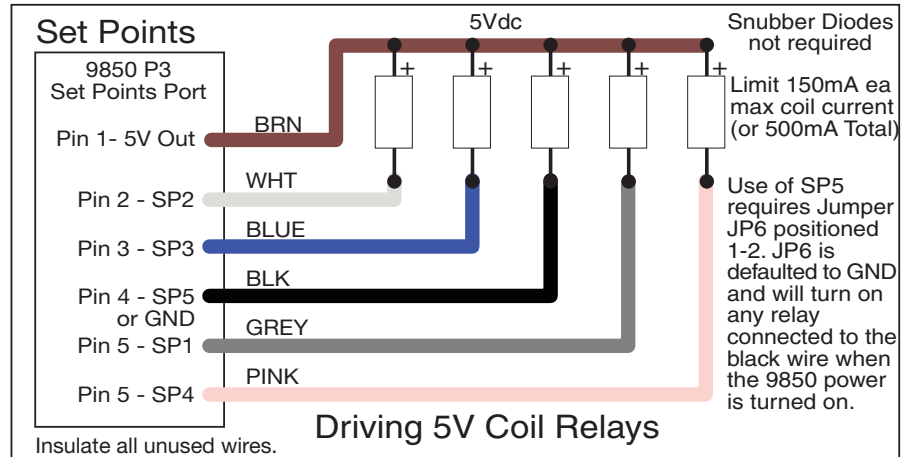 Set Points
9850 P3
Set Points Port
Pin 1- 5V Out
Pin 2 - SP2
Pin 3 - SP3
Pin 4 - SP5
or GND
Pin 5 - SP1
Pin 5 - SP4
Insulate all unused wires.
BRN
WHT
BLUE
BLK
GREY
PINK
5Vdc
+
+
+
+
+
Driving 5V Coil Relays
Snubber Diodes
not required
Limit 150mA ea
max coil current
(or 500mA Total)
Use of SP5
requires Jumper
JP6 positioned
1-2. JP6 is
defaulted to GND
and will turn on
any relay
connected to the
black wire when
the 9850 power
is turned on.